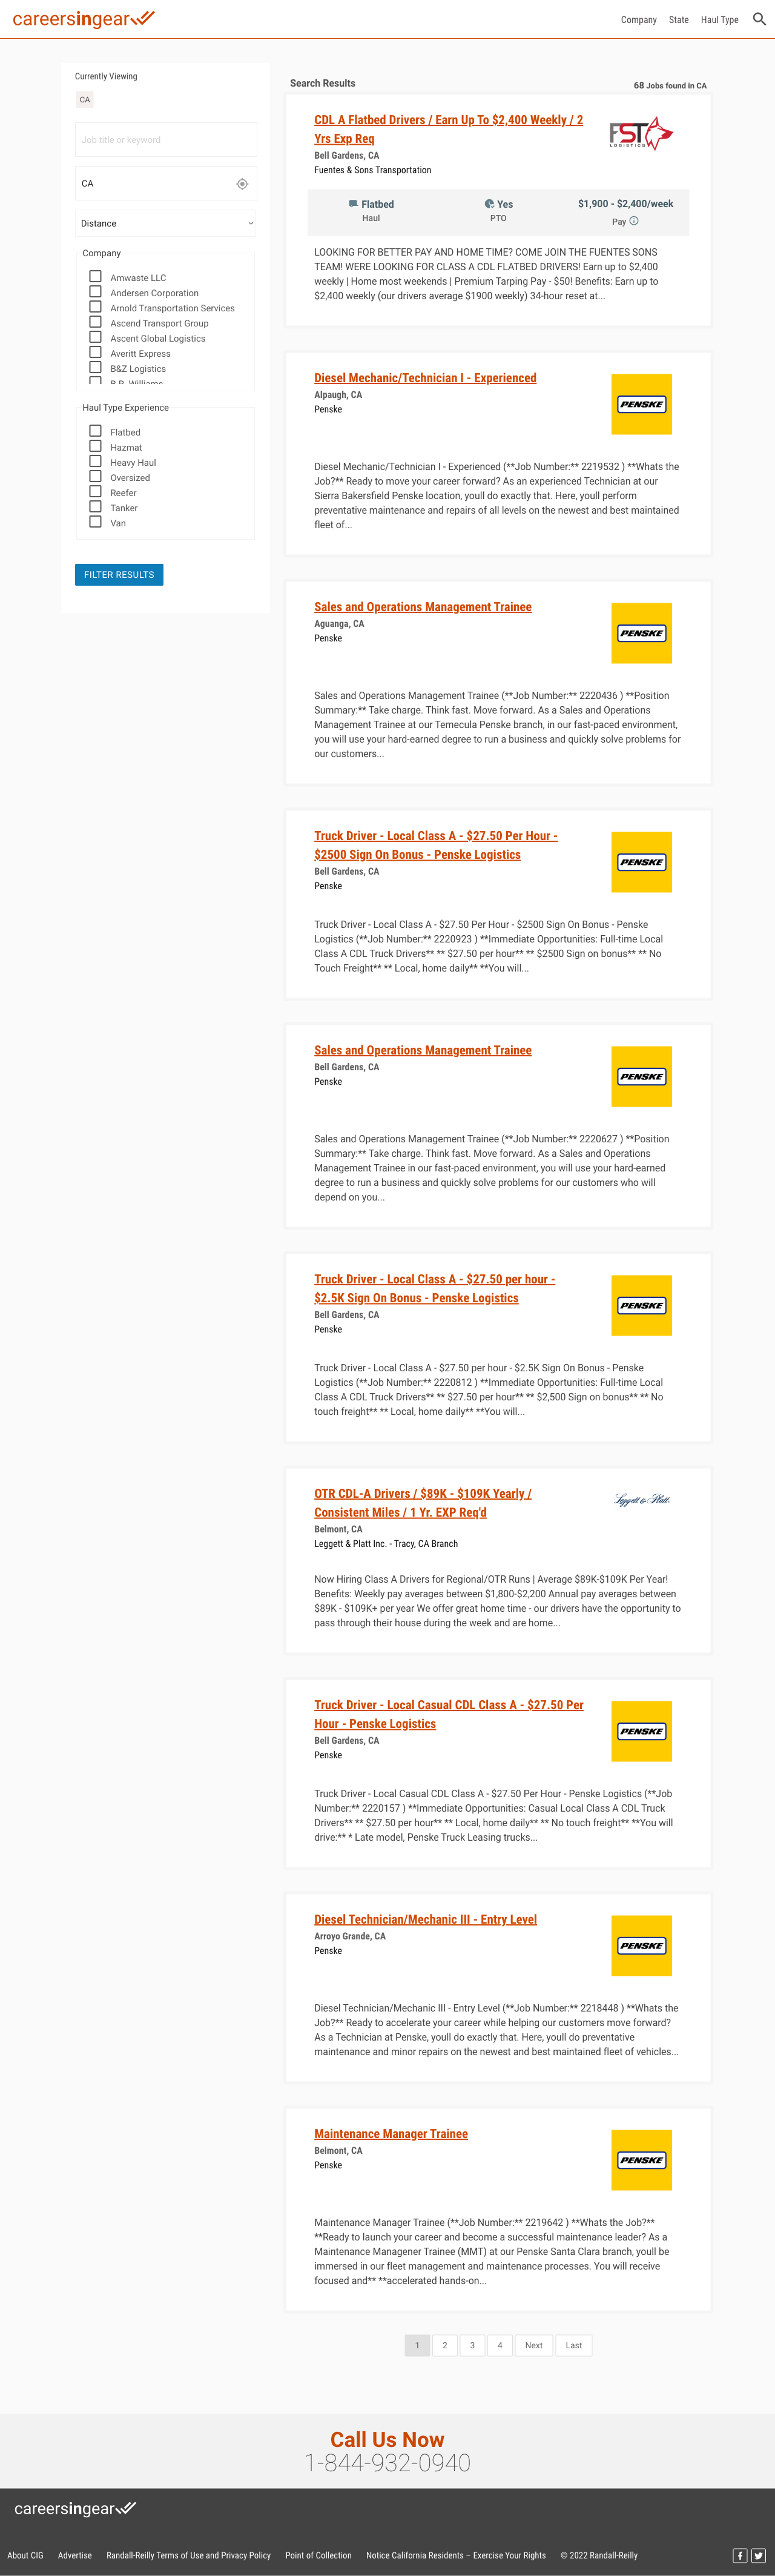 careersingear
Company State Haul Type
Currently Viewing
CA
Job title or keyword
CA
Distance
Company
Amwaste LLC
Andersen Corporation
Arnold Transportation Services
Ascend Transport Group
Ascent Global Logistics
Averitt Express
B&Z Logistics
Haul Type Experience
Flatbed
Hazmat
Heavy Haul
Oversized
Reefer
Tanker
Van
FILTER RESULTS
Search Results
68 Jobs found in CA
CDL A Flatbed Drivers / Earn Up To $2,400 Weekly / 2
Yrs Exp Req
Bell Gardens, CA
Fuentes & Sons Transportation
FST
LOGISTICS
Flatbed
Haul
Yes
PTO
$1,900 - $2,400/week
Pay
LOOKING FOR BETTER PAY AND HOME TIME? COME JOIN THE FUENTES SONS
TEAM! WERE LOOKING FOR CLASS A CDL FLATBED DRIVERS! Earn up to $2,400
weekly | Home most weekends | Premium Tarping Pay - $50! Benefits: Earn up to
$2,400 weekly (our drivers average $1900 weekly) 34-hour reset at...
Diesel Mechanic/Technician I - Experienced
Alpaugh, CA
Penske
PENSKE
Diesel Mechanic/Technician I - Experienced (**Job Number:** 2219532 ) **Whats the
Job?** Ready to move your career forward? As an experienced Technician at our
Sierra Bakersfield Penske location, youll do exactly that. Here, youll perform
preventative maintenance and repairs of all levels on the newest and best maintained
fleet of...
Sales and Operations Management Trainee
Aguanga, CA
Penske
PENSKE
Sales and Operations Management Trainee (**Job Number:** 2220436 ) **Position
Summary:** Take charge. Think fast. Move forward. As a Sales and Operations
Management Trainee at our Temecula Penske branch, in our fast-paced environment,
you will use your hard-earned degree to run a business and quickly solve problems for
our customers...
Truck Driver - Local Class A - $27.50 Per Hour -
$2500 Sign On Bonus - Penske Logistics
Bell Gardens, CA
Penske
PENSKE
Truck Driver - Local Class A - $27.50 Per Hour - $2500 Sign On Bonus - Penske
Logistics (**Job Number:** 2220923 ) **Immediate Opportunities: Full-time Local
Class A CDL Truck Drivers** ** $27.50 per hour** ** $2500 Sign on bonus** ** No
Touch Freight** ** Local, home daily** **You will...
Sales and Operations Management Trainee
Bell Gardens, CA
Penske
PENSKE
Sales and Operations Management Trainee (**Job Number:** 2220627 ) **Position
Summary:** Take charge. Think fast. Move forward. As a Sales and Operations
Management Trainee in our fast-paced environment, you will use your hard-earned
degree to run a business and quickly solve problems for our customers who will
depend on you...
Truck Driver - Local Class A - $27.50 per hour -
$2.5K Sign On Bonus - Penske Logistics
Bell Gardens, CA
Penske
PENSKE
Truck Driver - Local Class A - $27.50 per hour - $2.5K Sign On Bonus - Penske
Logistics (**Job Number:** 2220812 ) **Immediate Opportunities: Full-time Local
Class A CDL Truck Drivers** ** $27.50 per hour** ** $2,500 Sign on bonus** ** No
touch freight** ** Local, home daily** **You will...
OTR CDL-A Drivers / $89K - $109K Yearly /
Consistent Miles / 1 Yr. EXP Req'd
Belmont, CA
Leggett & Platt Inc. - Tracy, CA Branch
Leggett & Platt
Now Hiring Class A Drivers for Regional/OTR Runs | Average $89K-$109K Per Year!
Benefits: Weekly pay averages between $1,800-$2,200 Annual pay averages between
$89K - $109K+ per year We offer great home time - our drivers have the opportunity to
pass through their house during the week and are home...
Truck Driver - Local Casual CDL Class A - $27.50 Per
Hour - Penske Logistics
Bell Gardens, CA
Penske
PENSKE
Truck Driver - Local Casual CDL Class A - $27.50 Per Hour - Penske Logistics (**Job
Number:** 2220157 ) **Immediate Opportunities: Casual Local Class A CDL Truck
Drivers** ** $27.50 per hour** ** Local, home daily** ** No touch freight** **You will
drive:** * Late model, Penske Truck Leasing trucks...
Diesel Technician/Mechanic III - Entry Level
Arroyo Grande, CA
Penske
PENSKE
Diesel Technician/Mechanic III - Entry Level (**Job Number:** 2218448 ) **Whats the
Job?** Ready to accelerate your career while helping our customers move forward?
As a Technician at Penske, youll do exactly that. Here, youll do preventative
maintenance and minor repairs on the newest and best maintained fleet of vehicles...
Maintenance Manager Trainee
Belmont, CA
Penske
PENSKE
Maintenance Manager Trainee (**Job Number:** 2219642 ) **Whats the Job?**
**Ready to launch your career and become a successful maintenance leader? As a
Maintenance Managener Trainee (MMT) at our Penske Santa Clara branch, youll be
immersed in our fleet management and maintenance processes. You will receive
focused and** **accelerated hands-on...
1 2 3 4 Next Last
Call Us Now
1-844-932-0940
careersingear
About CIG Advertise Randall-Reilly Terms of Use and Privacy Policy Point of Collection Notice California Residents – Exercise Your Rights © 2022 Randall-Reilly